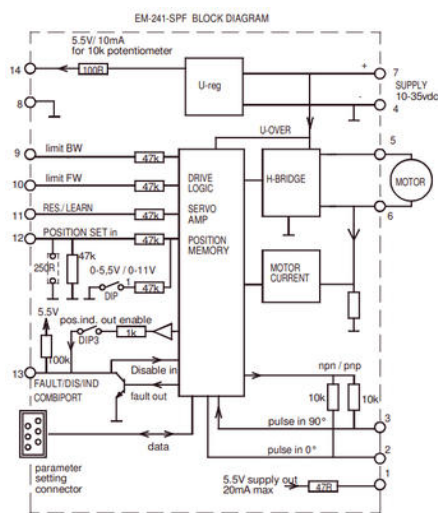 EM-241-SPF BLOCK DIAGRAM
5.5V/ 10mA
for 10k potentiometer
14
100R
U-reg
+
7
SUPPLY
10-35vdc
-
4
8
U-OVER
5
9
limit BW
47k
10
limit FW
47k
DRIVE
LOGIC
H-BRIDGE
MOTOR
11
RES./ LEARN
47k
SERVO
AMP
6
12
POSITION SET in
47k
POSITION
MEMORY
250R
47k
0-5,5V / 0-11V
1
DIP
47k
MOTOR
CURRENT
5.5V
pos.ind. out enable
DIP3
1k
100k
13
Disable in
FAULT/DIS/IND
COMBIPORT
fault out
npn / pnp
10k
10k
3
pulse in 90°
2
pulse in 0°
data
1
parameter
setting
connector
5.5V supply out
20mA max
47R